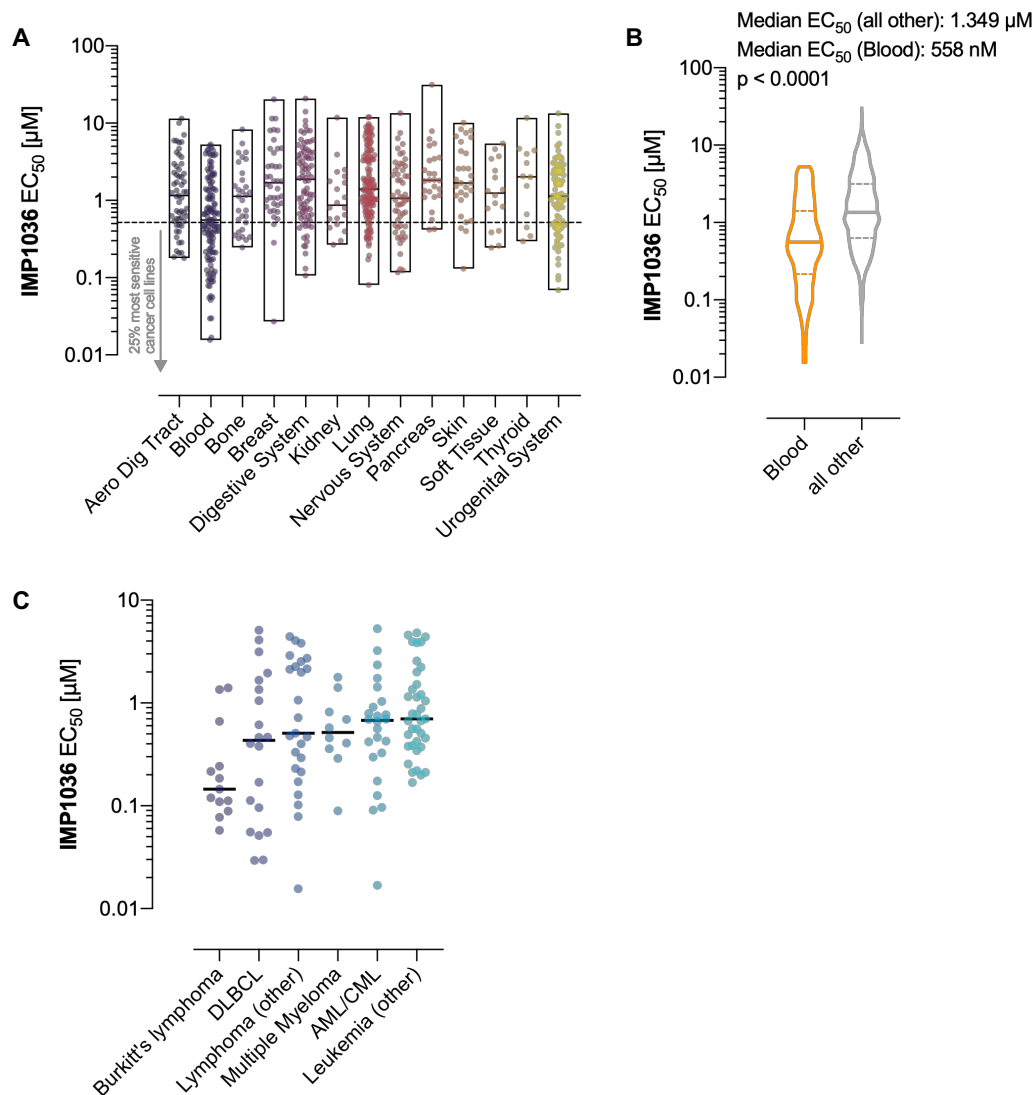 A
IMP1036 EC50 [µM]
100
10
1
0.1
0.01
25% most sensitive
cancer cell lines
Aero Dig Tract
Blood
Bone
Breast
Digestive System
Kidney
Lung
Nervous System
Pancreas
Skin
Soft Tissue
Thyroid
Urogenital System
B
Median EC50 (all other): 1.349 µM
Median EC50 (Blood): 558 nM
p < 0.0001
IMP1036 EC50 [µM]
100
10
1
0.1
0.01
Blood
all other
C
IMP1036 EC50 [µM]
10
1
0.1
0.01
Burkitt's lymphoma
DLBCL
Lymphoma (other)
Multiple Myeloma
AML/CML
Leukemia (other)